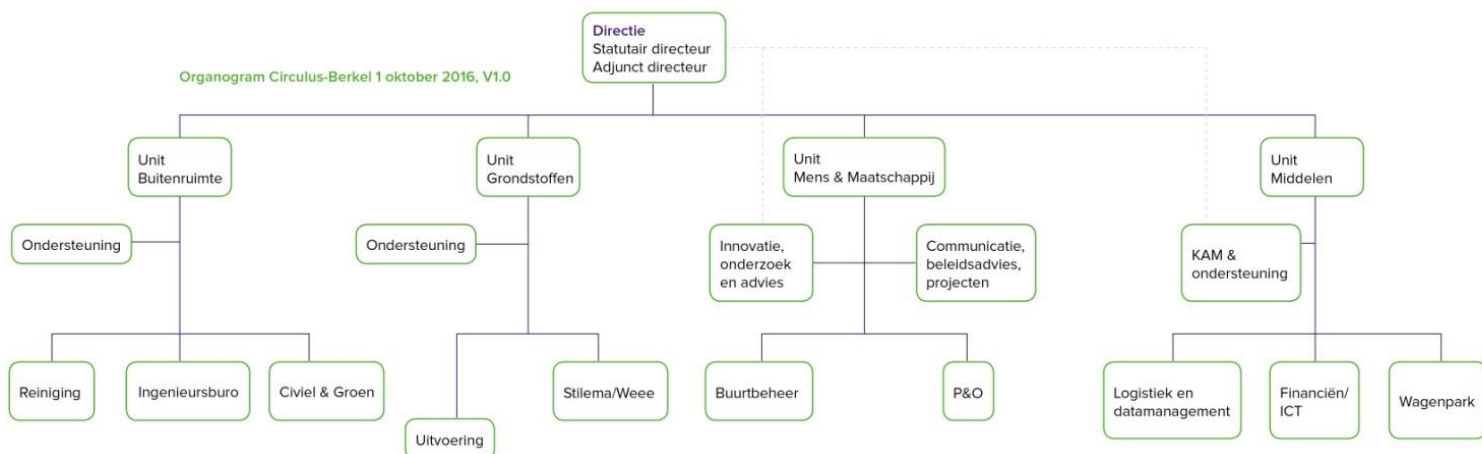 Directie
Statutair directeur
Adjunct directeur
Organogram Circulus-Berkel 1 oktober 2016, V1.0
Unit
Buitenruimte
Unit
Grondstoffen
Unit
Mens & Maatschappij
Unit
Middelen
Ondersteuning
Ondersteuning
Innovatie,
onderzoek
en advies
Communicatie,
beleidsadvies,
projecten
KAM &
ondersteuning
Reiniging
Ingenieursburo
Civiel & Groen
Uitvoering
Stilema/Weee
Buurtbeheer
P&O
Logistiek en
datamanagement
Financiën/
ICT
Wagenpark